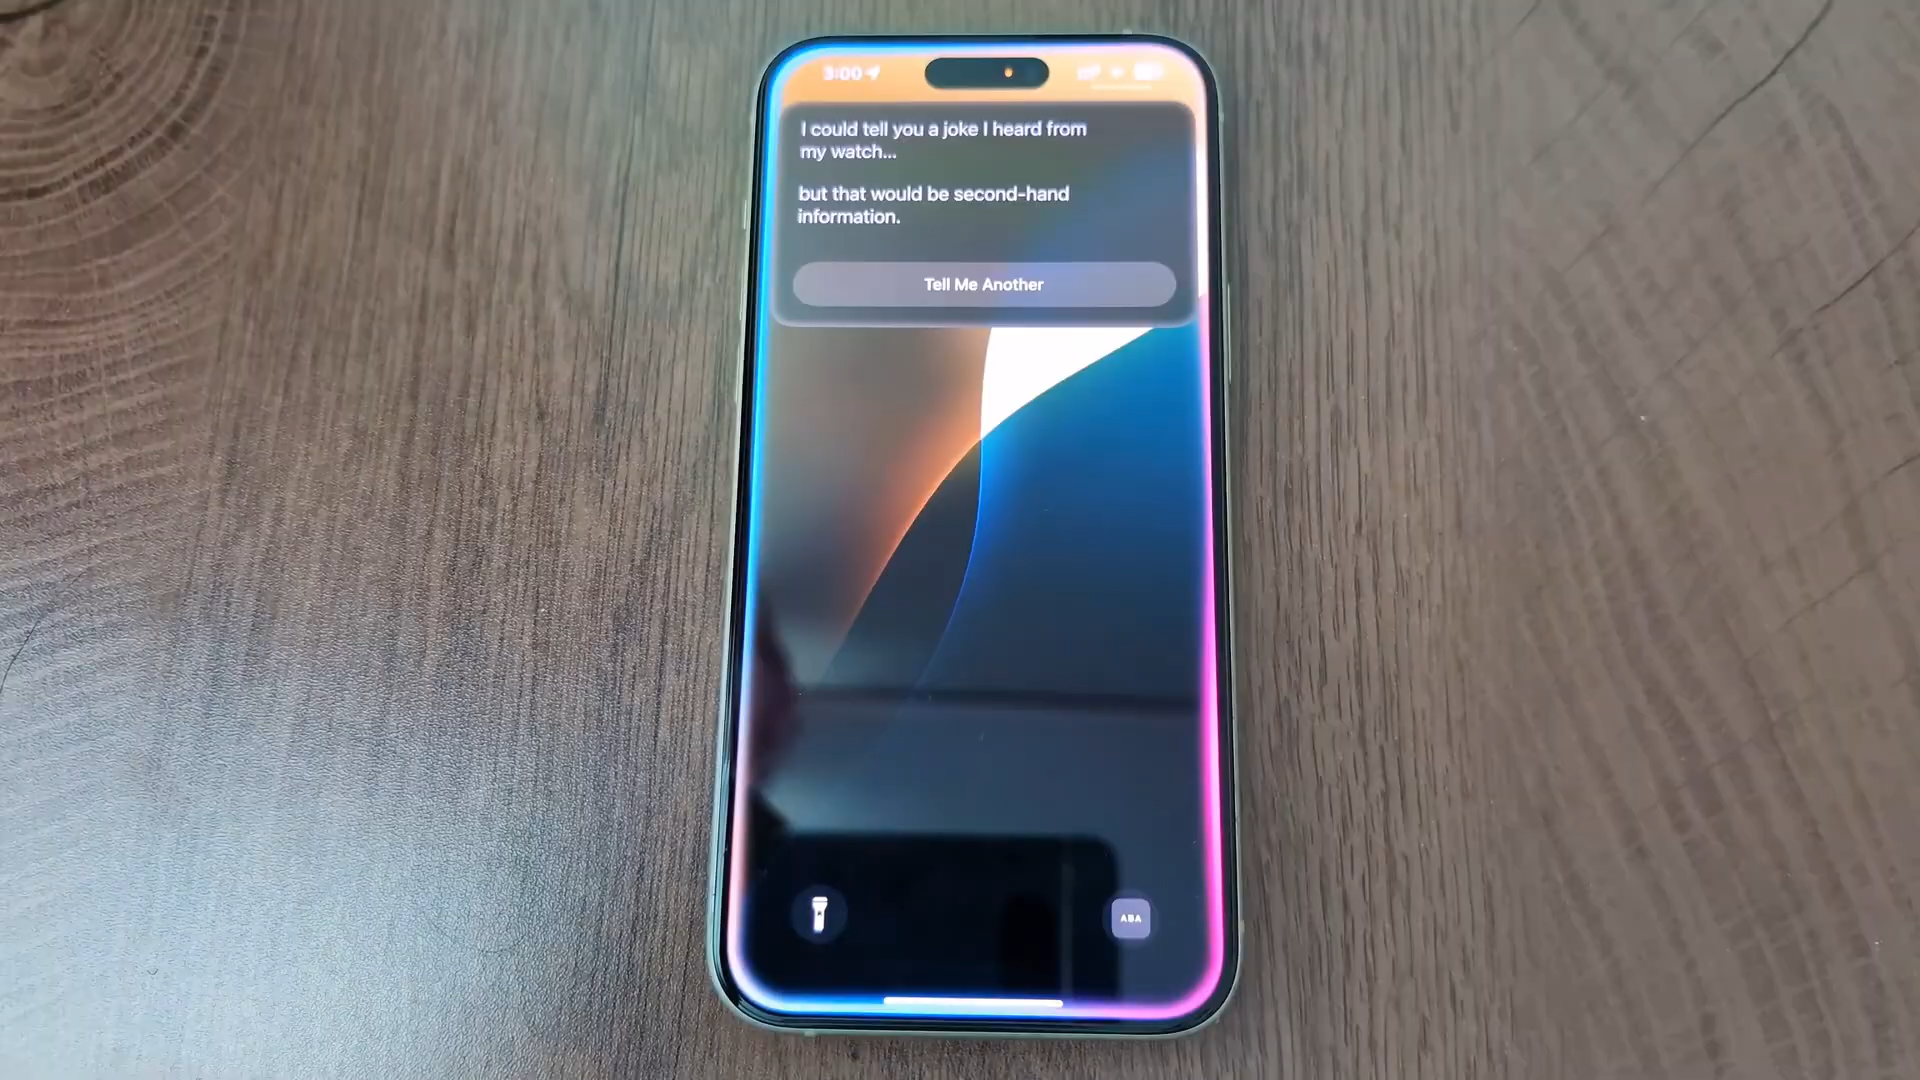 3:00
I could tell you a joke I heard from
my watch...
but that would be second-hand
information.
Tell Me Another
ABA